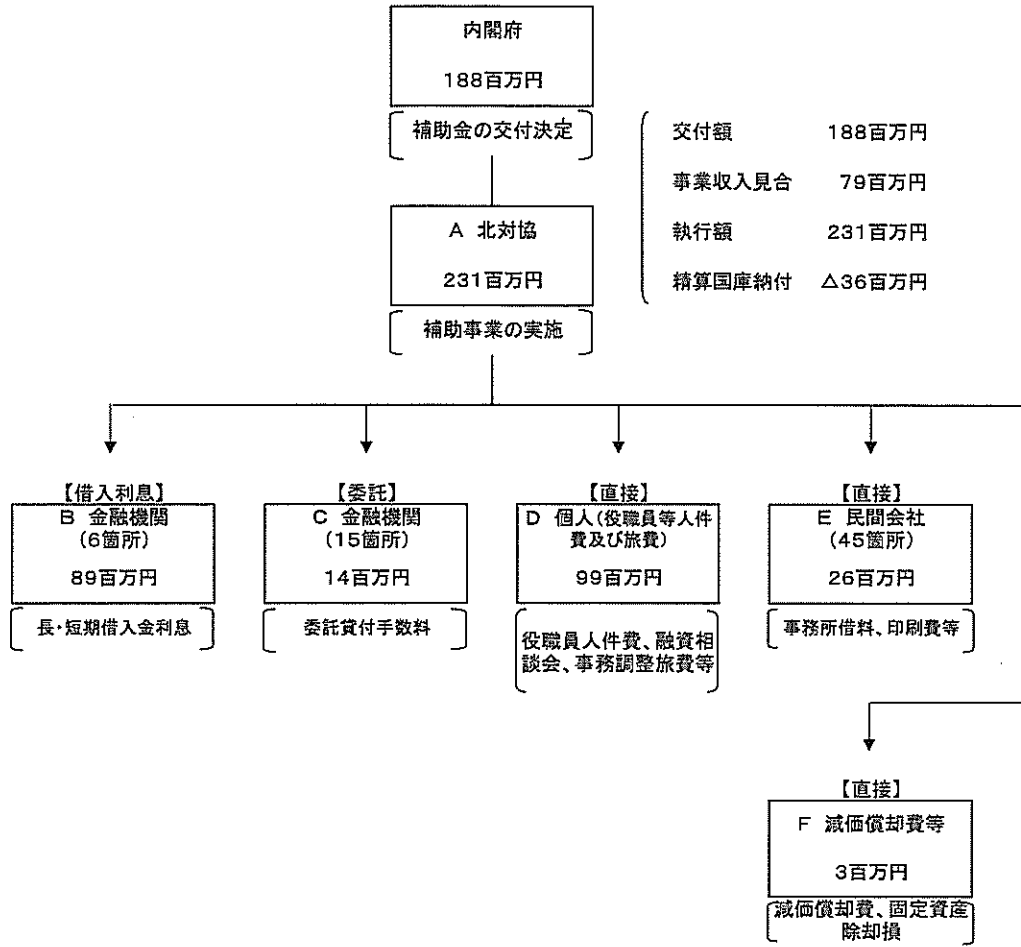 内閣府
188百万円
補助金の交付決定
交付額 188百万円
事業収入見合 79百万円
執行額 231百万円
精算国庫納付 △36百万円
A 北対協
231百万円
補助事業の実施
【借入利息】
B 金融機関
(6箇所)
89百万円
長・短期借入金利息
【委託】
C 金融機関
(15箇所)
14百万円
委託貸付手数料
【直接】
D 個人(役職員等人件
費及び旅費)
99百万円
役職員人件費、融資相
談会、事務調整旅費等
【直接】
E 民間会社
(45箇所)
26百万円
事務所借料、印刷費等
【直接】
F 減価償却費等
3百万円
減価償却費、固定資産
除却損